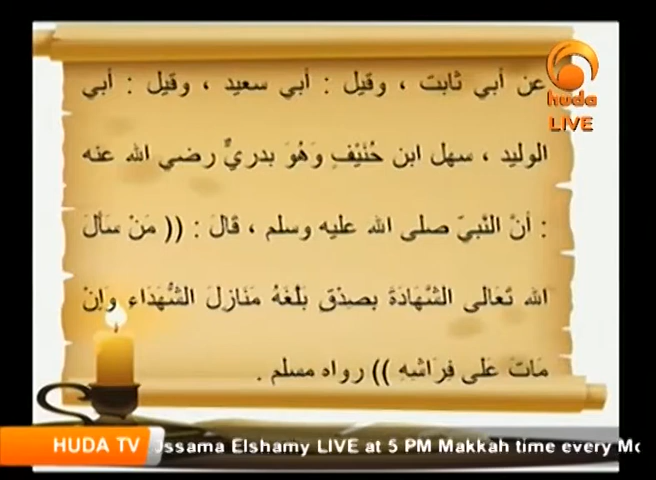 عن أبي ثابت ، وقيل : أبي سعيد ، وقيل : أبي
الوليد ، سهل ابن حُنَيْفٍ وَهُوَ بدريٌّ رضي الله عنه
: أنَّ النَّبيّ صلى الله عليه وسلم ، قَالَ : (( مَنْ سَألَ
الله تَعَالَى الشَّهَادَةَ بِصِدْقٍ بَلَّغَهُ مَنَازِلَ الشُّهَدَاءِ وَإنْ
مَاتَ عَلَى فِرَاشِهِ )) رواه مسلم .
huda
LIVE
HUDA TV
ussama Elshamy LIVE at 5 PM Makkah time every Mo